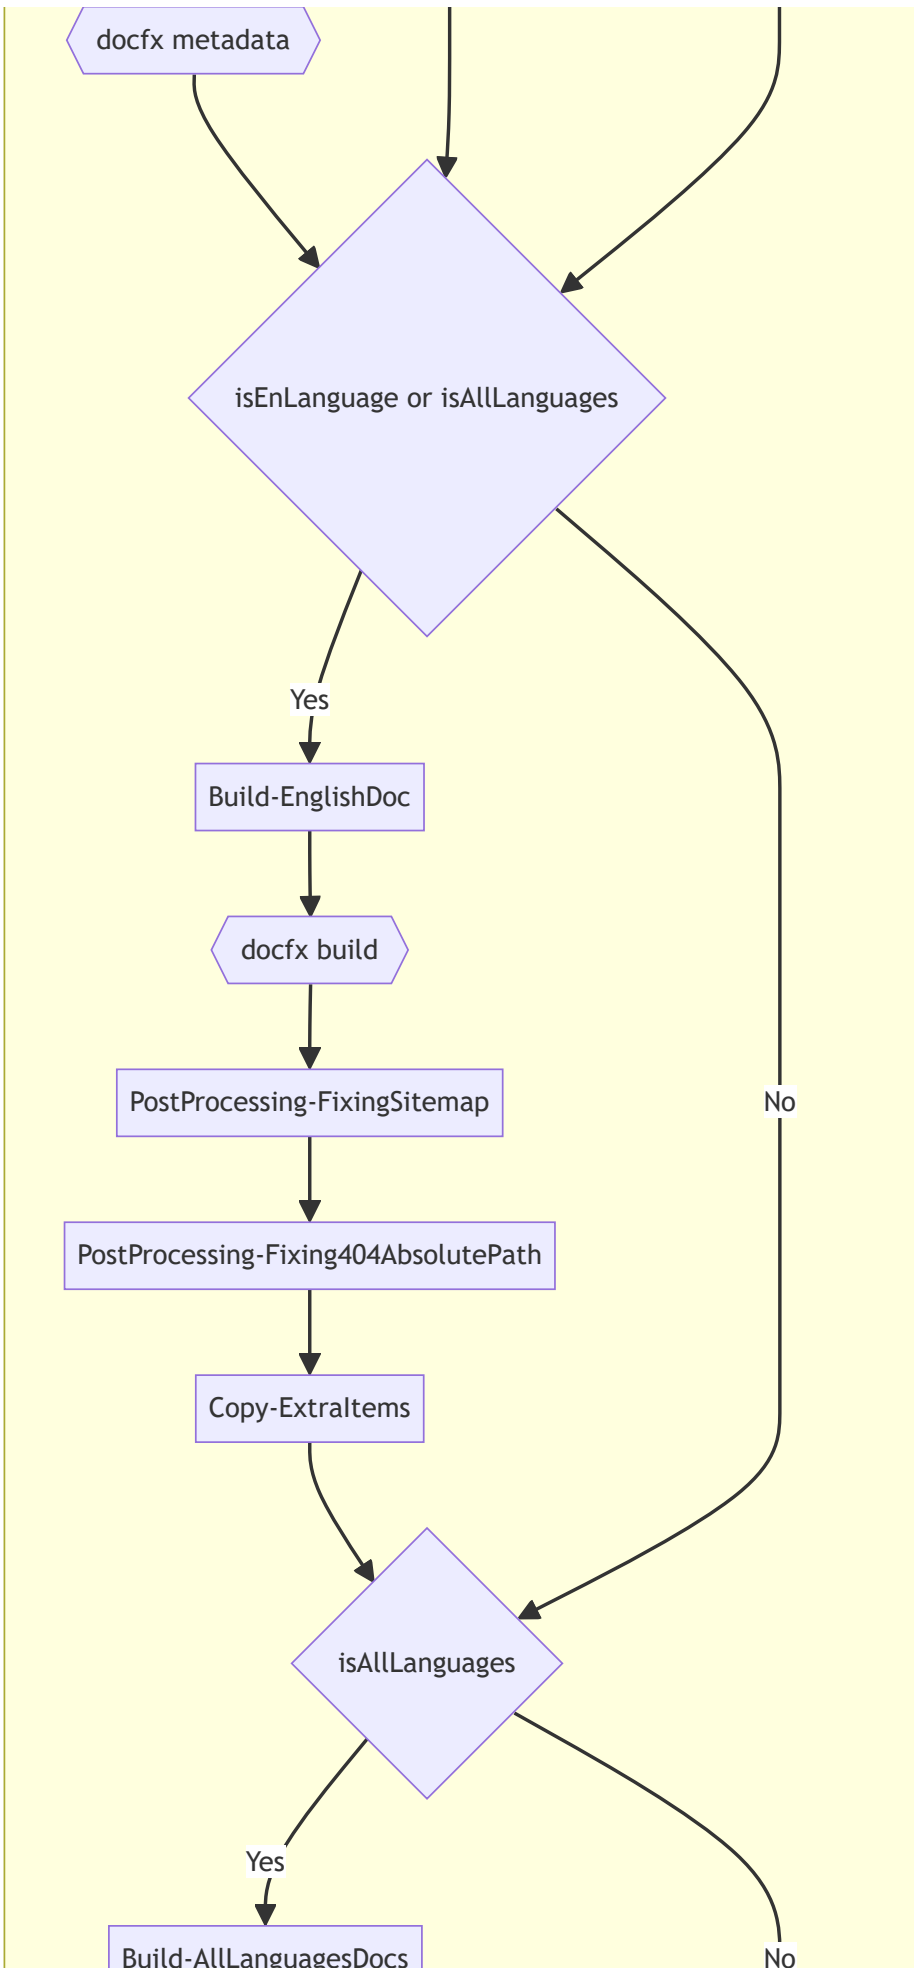 docfx metadata
isEnLanguage or isAllLanguages
Yes
Build-EnglishDoc
docfx build
PostProcessing-FixingSitemap
No
PostProcessing-Fixing404AbsolutePath
Copy-ExtraItems
isAllLanguages
Yes
Build-AllLanguagesDocs
No